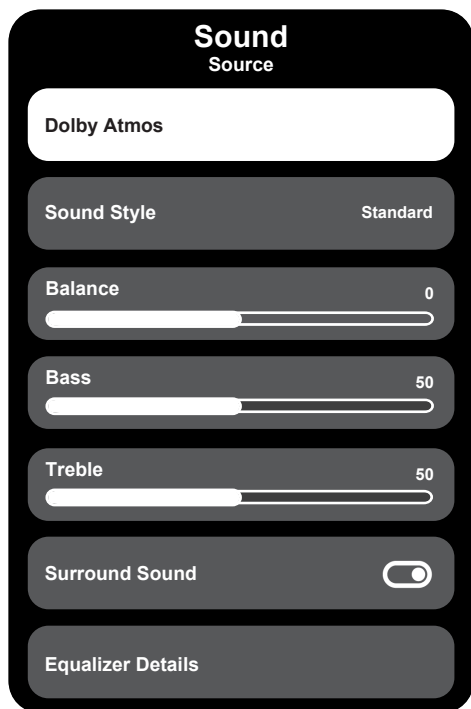 Sound
Source
Dolby Atmos
Sound Style Standard
Balance 0
Bass 50
Treble 50
Surround Sound
Equalizer Details